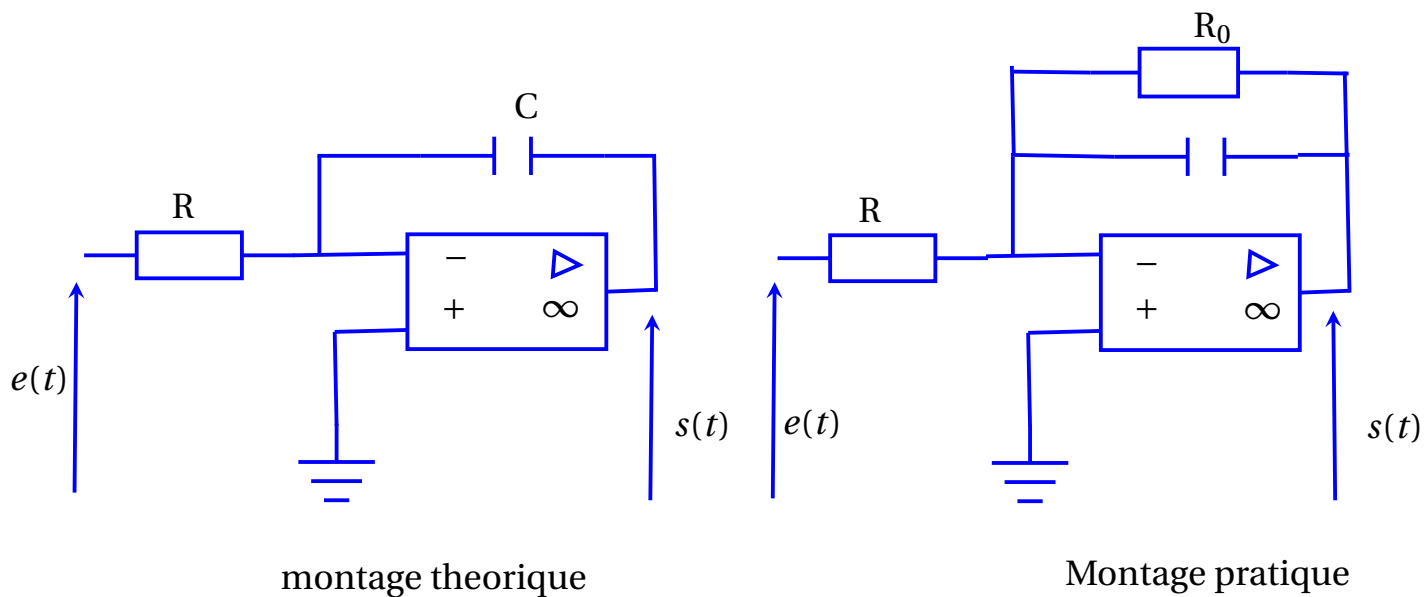 C
R
−
+ ∞
e(t)
s(t)
montage theorique
R₀
R
−
+ ∞
e(t)
s(t)
Montage pratique